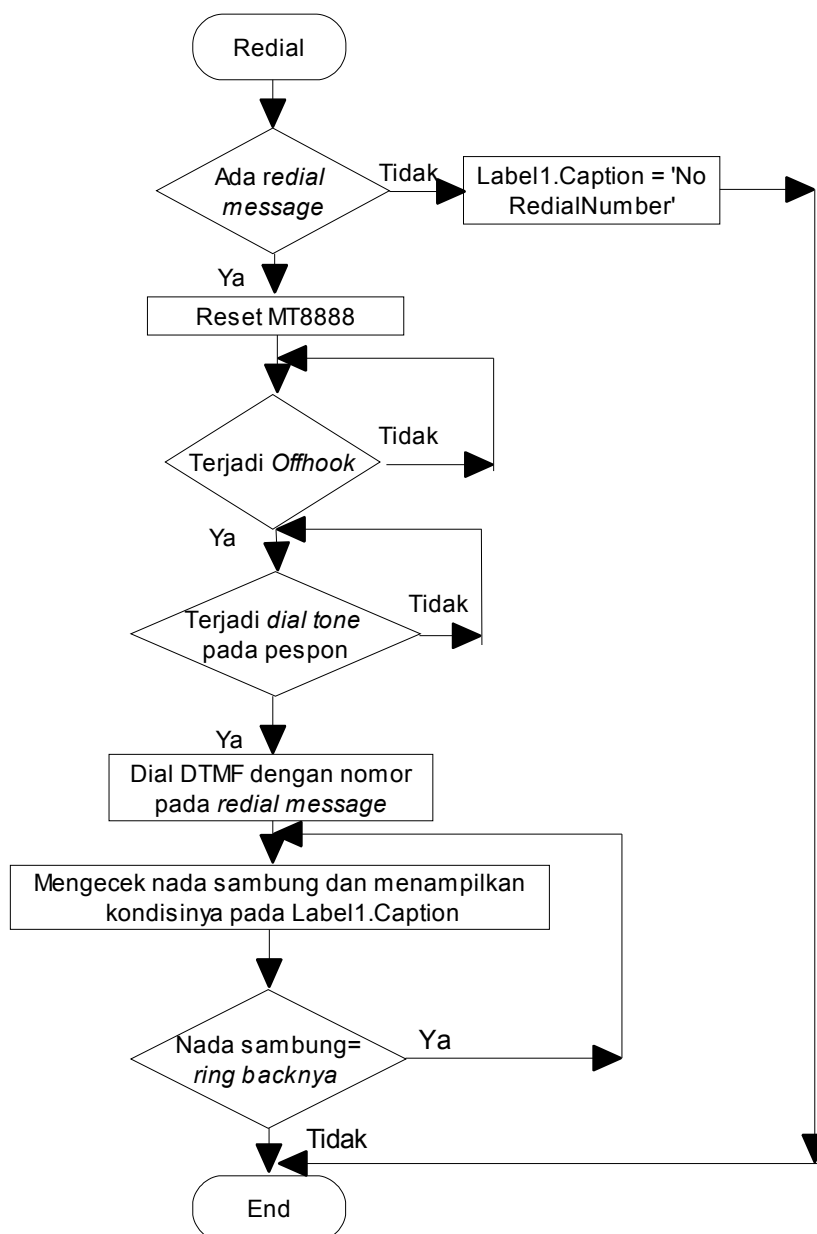 Redial
Ada redial
message
Tidak
Label1.Caption = 'No
RedialNumber'
Ya
Reset MT8888
Terjadi Offhook
Tidak
Ya
Terjadi dial tone
pada pespon
Tidak
Ya
Dial DTMF dengan nomor
pada redial message
Mengecek nada sambung dan menampilkan
kondisinya pada Label1.Caption
Nada sambung=
ring backnya
Ya
Tidak
End